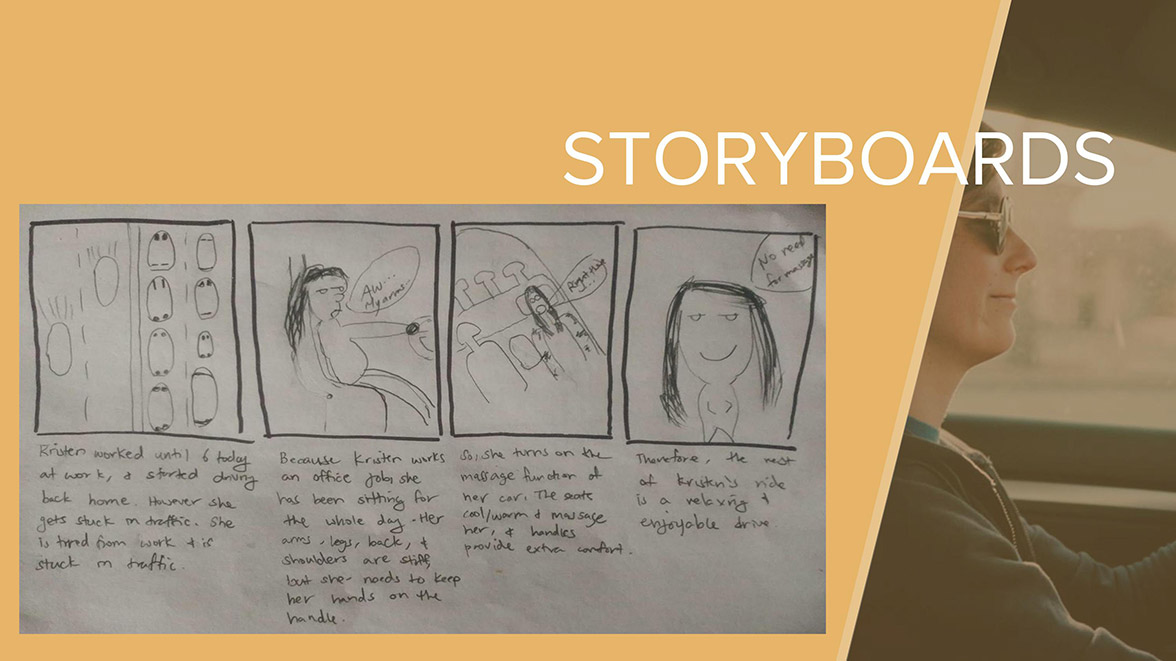 STORYBOARDS
AW...
My arms...
Right there
...
No need
for massage
Kristen worked until 6 today
at work, & started driving
back home. However she
gets stuck in traffic. She
is tired from work & is
stuck in traffic.
Because Kristen works
an office job, she
has been sitting for
the whole day. Her
arms, legs, back, &
shoulders are stiff,
but she needs to keep
her hands on the
handle.
So, she turns on the
massage function of
her car. The seats
cool/warm & massage
her, & handles
provide extra comfort.
Therefore, the rest
of Kristen's ride
is a relaxing &
enjoyable drive